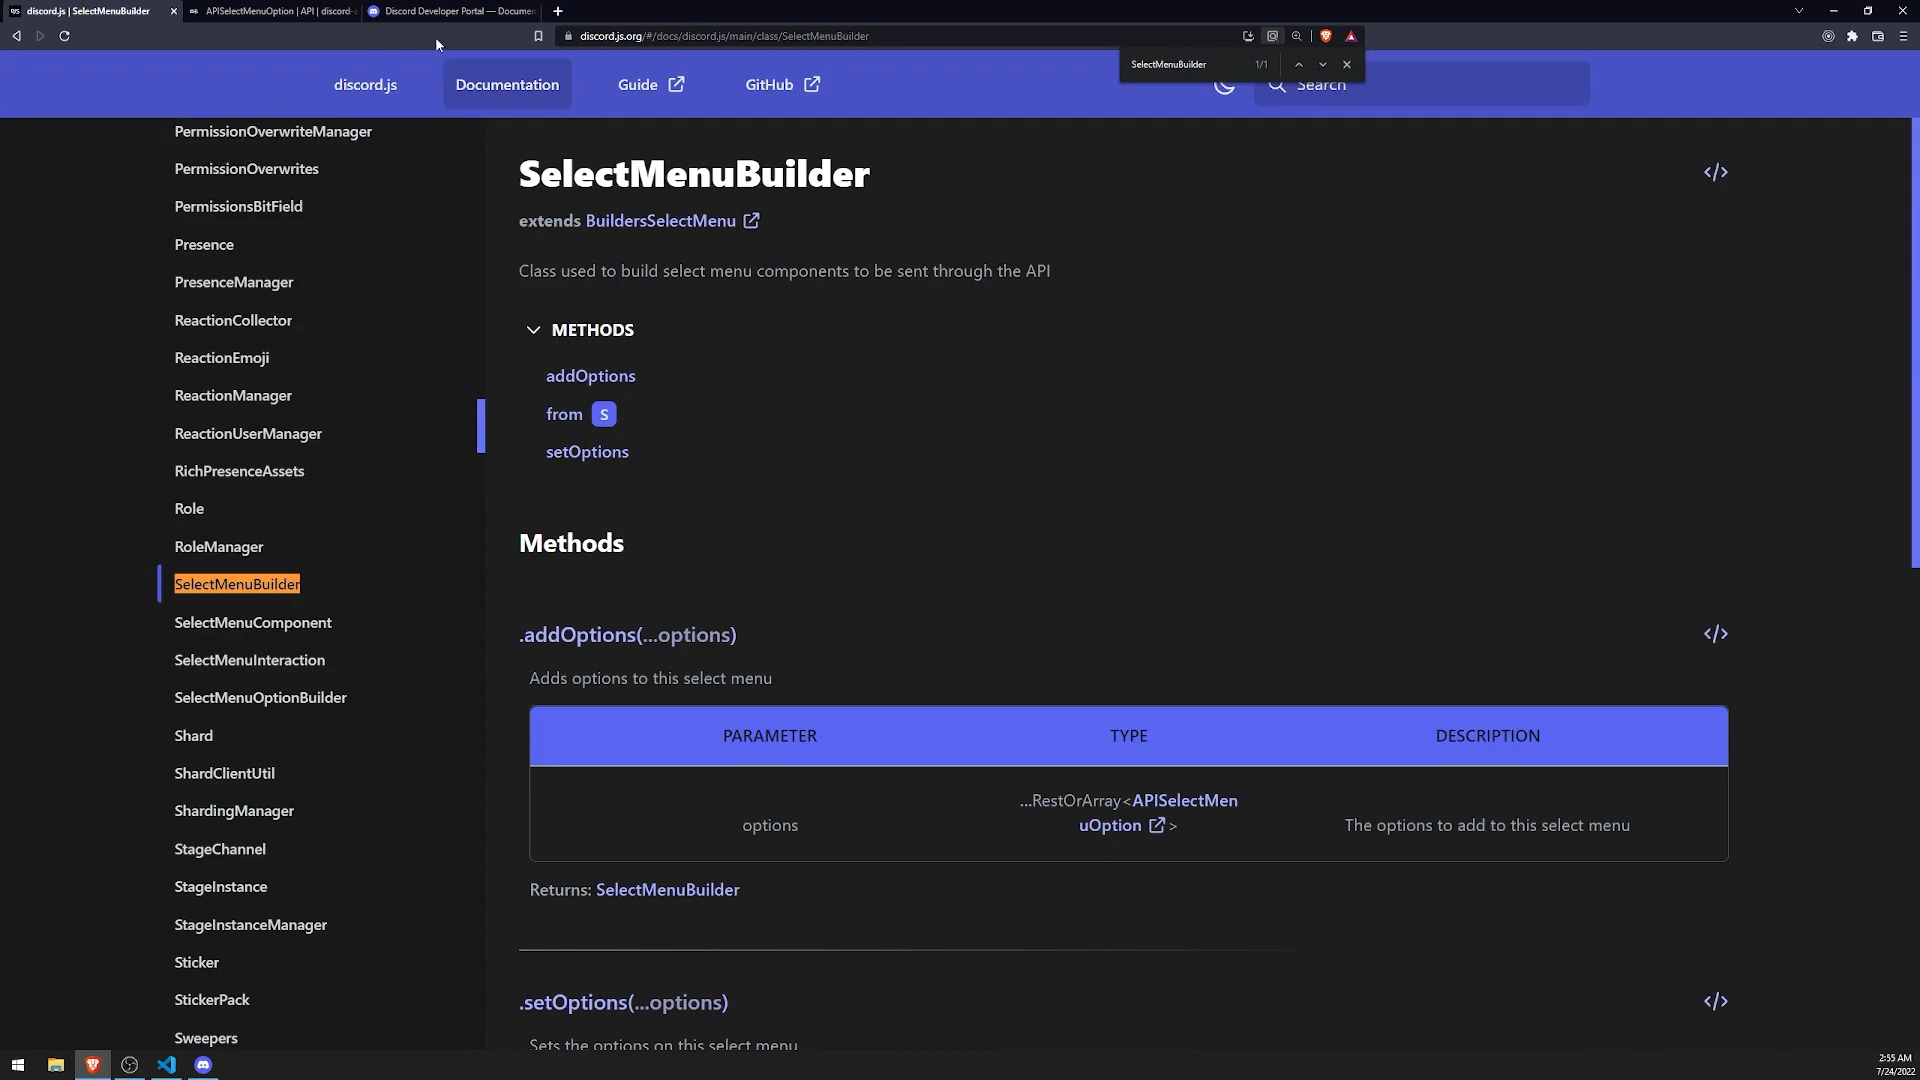 discord.js | SelectMenuBuilder
APISelectMenuOption | API | discord-a
Discord Developer Portal — Documen
discord.js.org/#/docs/discord.js/main/class/SelectMenuBuilder
SelectMenuBuilder 1/1
discord.js
Documentation
Guide
GitHub
Search
PermissionOverwriteManager
PermissionOverwrites
PermissionsBitField
Presence
PresenceManager
ReactionCollector
ReactionEmoji
ReactionManager
ReactionUserManager
RichPresenceAssets
Role
RoleManager
SelectMenuBuilder
SelectMenuComponent
SelectMenuInteraction
SelectMenuOptionBuilder
Shard
ShardClientUtil
ShardingManager
StageChannel
StageInstance
StageInstanceManager
Sticker
StickerPack
Sweepers
SelectMenuBuilder
extends BuildersSelectMenu
Class used to build select menu components to be sent through the API
METHODS
addOptions
from S
setOptions
Methods
.addOptions(...options)
Adds options to this select menu
PARAMETER TYPE DESCRIPTION
options
...RestOrArray<APISelectMen
uOption >
The options to add to this select menu
Returns: SelectMenuBuilder
.setOptions(...options)
Sets the options on this select menu
2:55 AM
7/24/2022